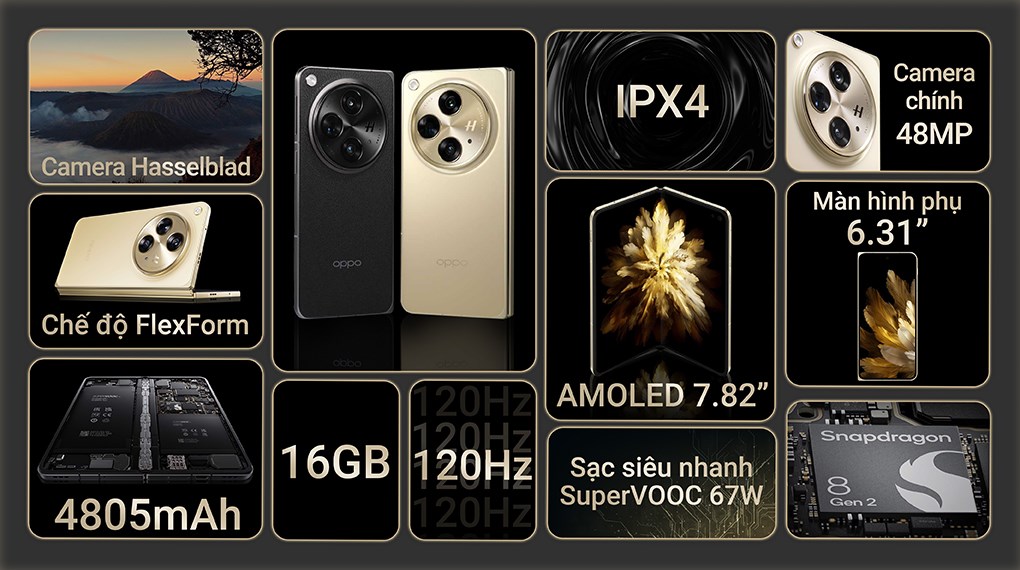 Camera Hasselblad
Chế độ FlexForm
4805mAh
H
H
oppo
oppo
16GB
120Hz
120Hz
120Hz
120Hz
IPX4
AMOLED 7.82”
Sạc siêu nhanh
SuperVOOC 67W
Camera
chính
48MP
Màn hình phụ
6.31”
Snapdragon
8
Gen 2